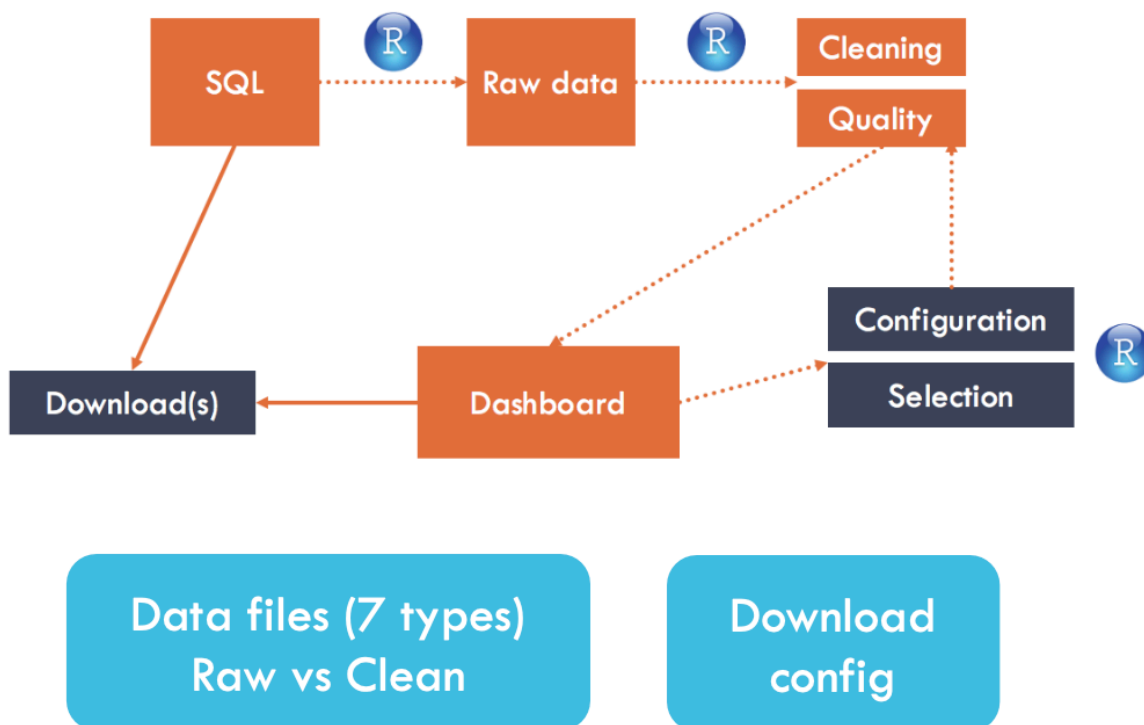 SQL
R
Raw data
R
Cleaning
Quality
Configuration
Selection
R
Download(s)
Dashboard
Data files (7 types)
Raw vs Clean
Download
config